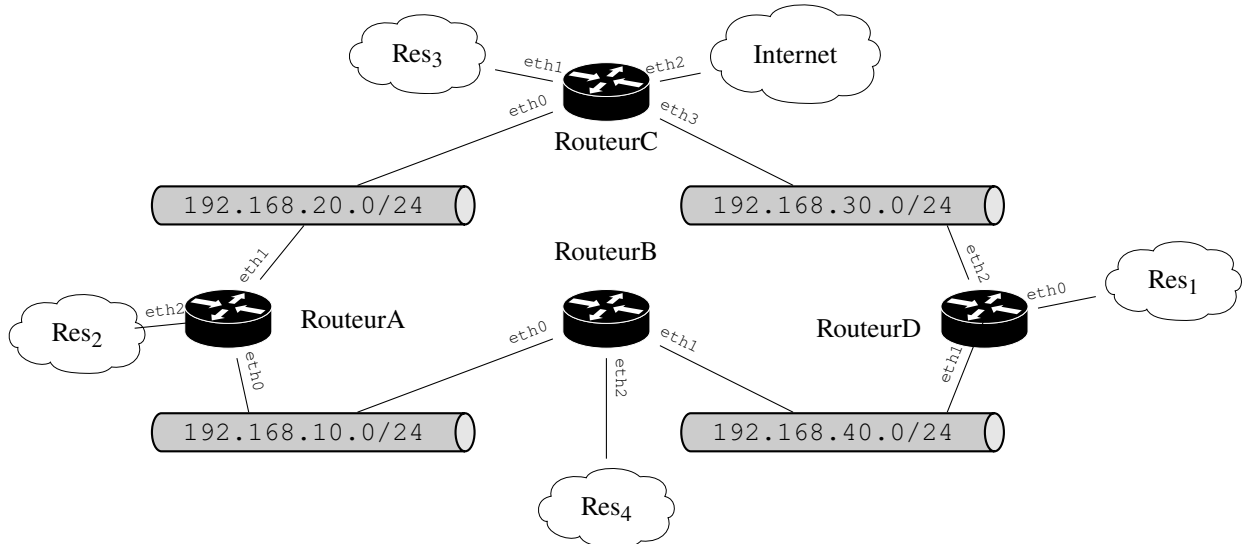 Res3
eth1
eth2
Internet
eth0
eth3
RouteurC
192.168.20.0/24
192.168.30.0/24
RouteurB
eth1
eth2
eth2
eth0
Res1
Res2
RouteurA
eth0
eth1
RouteurD
eth0
eth2
eth1
192.168.10.0/24
192.168.40.0/24
Res4